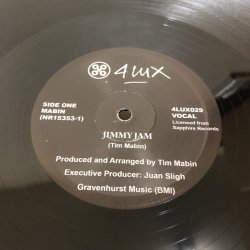 4LUX
SIDE ONE
MABIN
(NR15353-1)
4LUX029
VOCAL
Licensed from
Sapphire Records
JIMMY JAM
(Tim Mabin)
Produced and Arranged by Tim Mabin
Executive Producer: Juan Sligh
Gravenhurst Music (BMI)